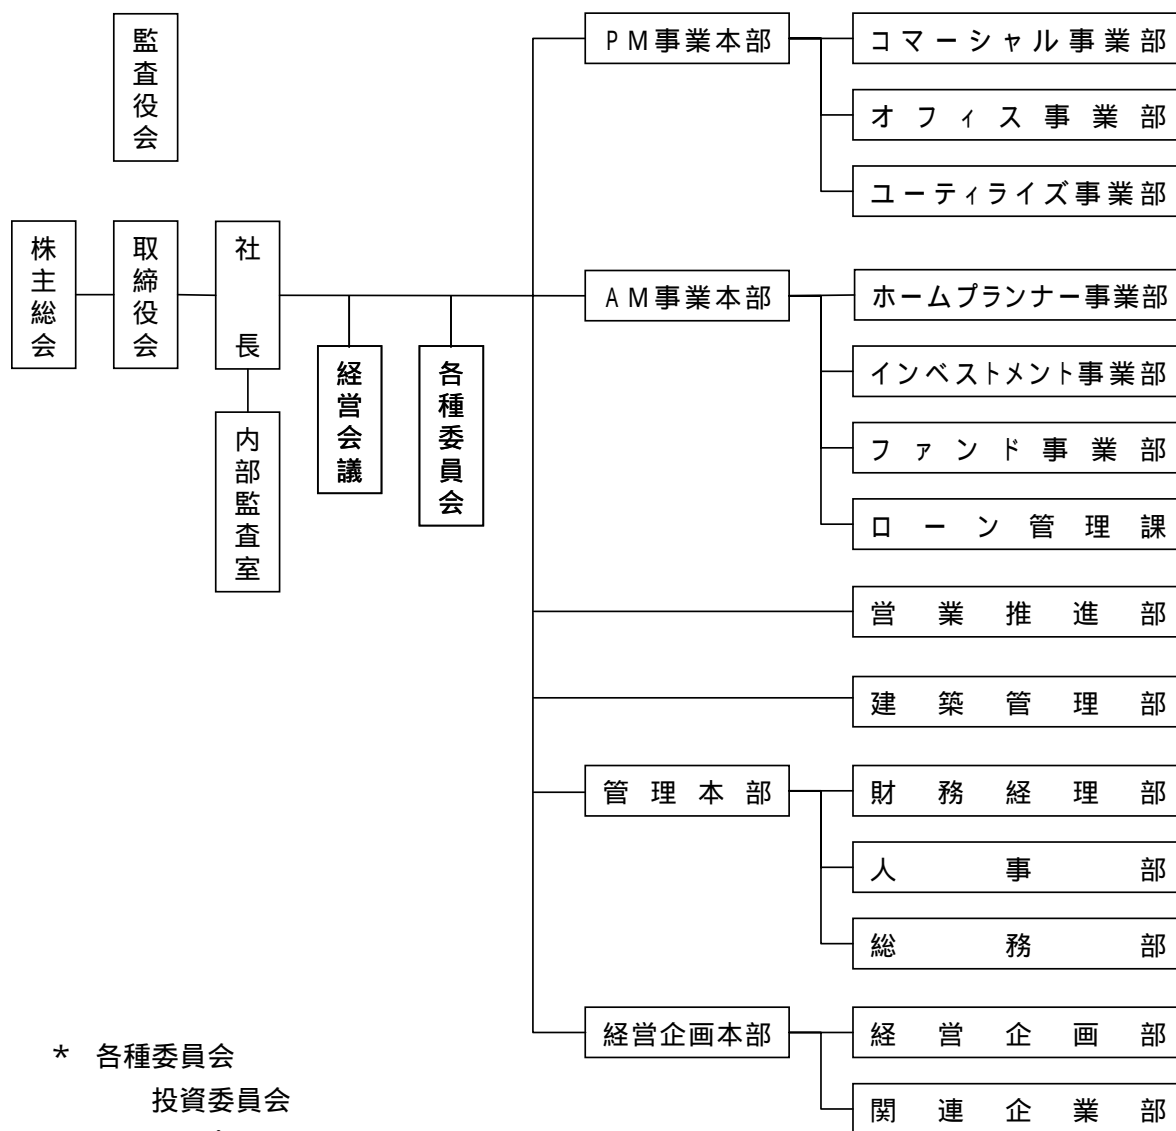 監査役会
株主総会
取締役会
社長
内部監査室
経営会議
各種委員会
PM事業本部
コマーシャル事業部
オフィス事業部
ユーティライズ事業部
AM事業本部
ホームプランナー事業部
インベストメント事業部
ファンド事業部
ローン管理課
営業推進部
建築管理部
管理本部
財務経理部
人事部
総務部
経営企画本部
経営企画部
関連企業部
* 各種委員会
投資委員会